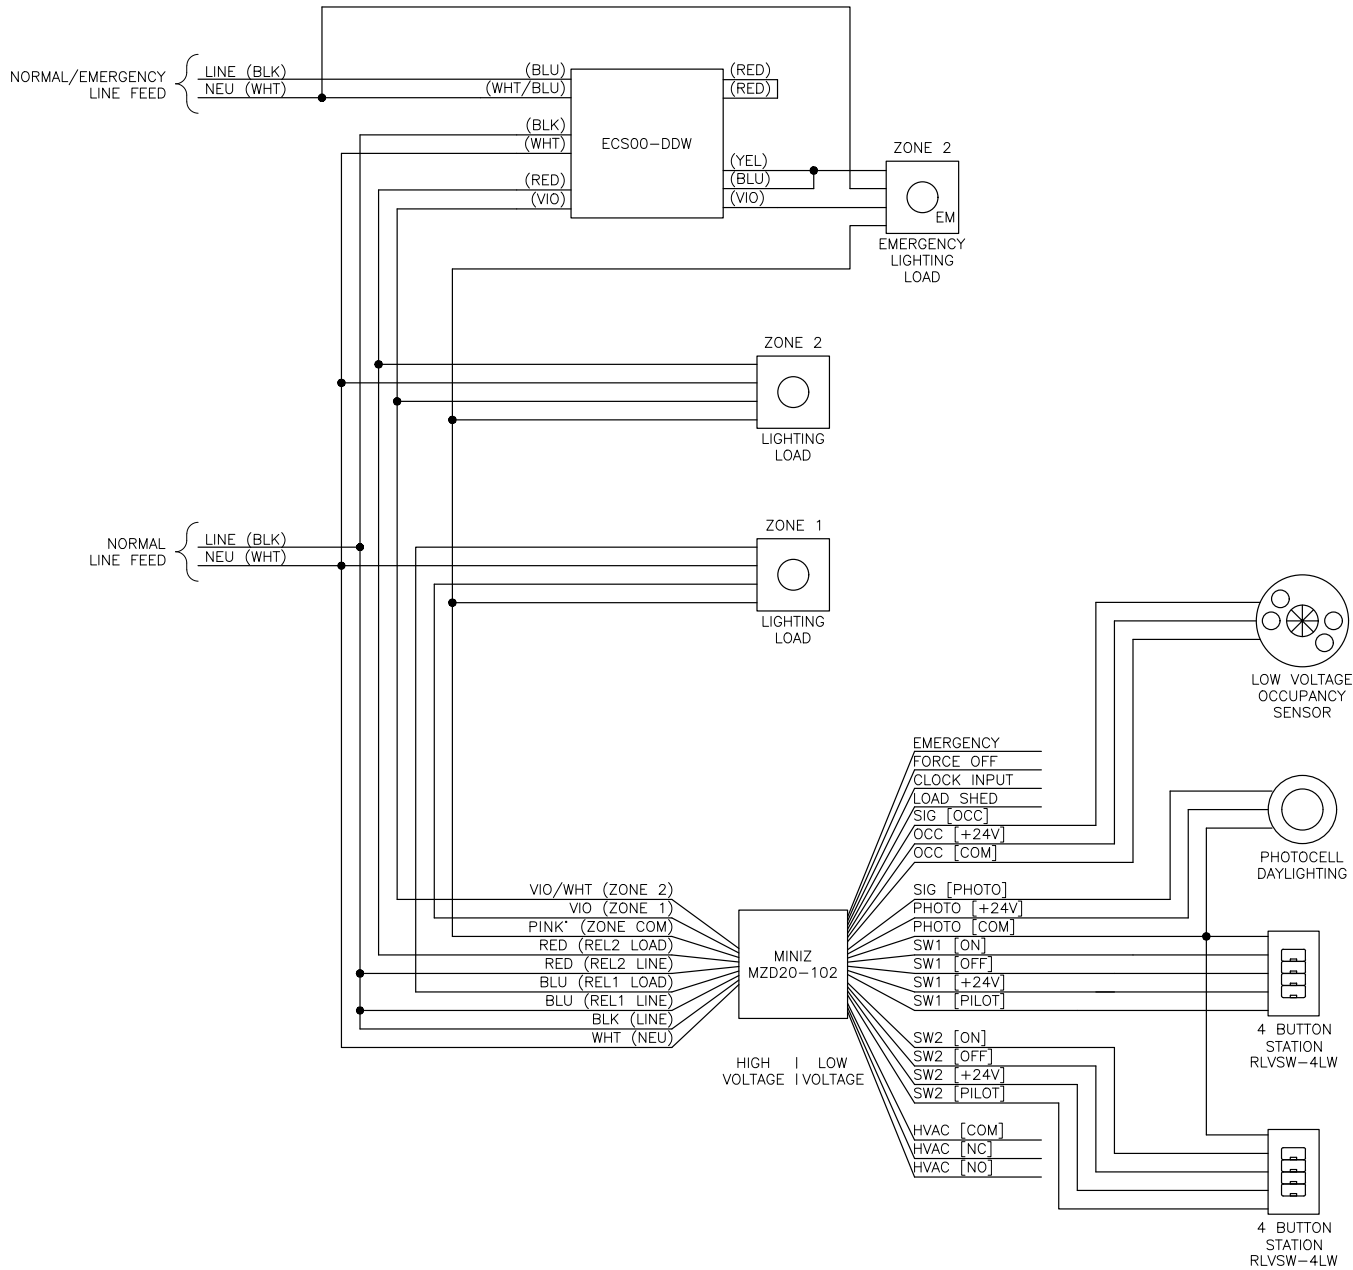 NORMAL/EMERGENCY
LINE FEED
LINE (BLK)
NEU (WHT)
(BLU)
(WHT/BLU)
(BLK)
(WHT)
(RED)
(VIO)
ECS00-DDW
(RED)
(RED)
(YEL)
(BLU)
(VIO)
ZONE 2
EM
EMERGENCY
LIGHTING
LOAD
ZONE 2
LIGHTING
LOAD
NORMAL
LINE FEED
LINE (BLK)
NEU (WHT)
ZONE 1
LIGHTING
LOAD
LOW VOLTAGE
OCCUPANCY
SENSOR
EMERGENCY
FORCE OFF
CLOCK INPUT
LOAD SHED
SIG [OCC]
OCC [+24V]
OCC [COM]
PHOTOCELL
DAYLIGHTING
VIO/WHT (ZONE 2)
VIO (ZONE 1)
PINK* (ZONE COM)
RED (REL2 LOAD)
RED (REL2 LINE)
BLU (REL1 LOAD)
BLU (REL1 LINE)
BLK (LINE)
WHT (NEU)
MINIZ
MZD20-102
HIGH | LOW
VOLTAGE | VOLTAGE
SIG [PHOTO]
PHOTO [+24V]
PHOTO [COM]
SW1 [ON]
SW1 [OFF]
SW1 [+24V]
SW1 [PILOT]
4 BUTTON
STATION
RLVSW-4LW
SW2 [ON]
SW2 [OFF]
SW2 [+24V]
SW2 [PILOT]
HVAC [COM]
HVAC [NC]
HVAC [NO]
4 BUTTON
STATION
RLVSW-4LW